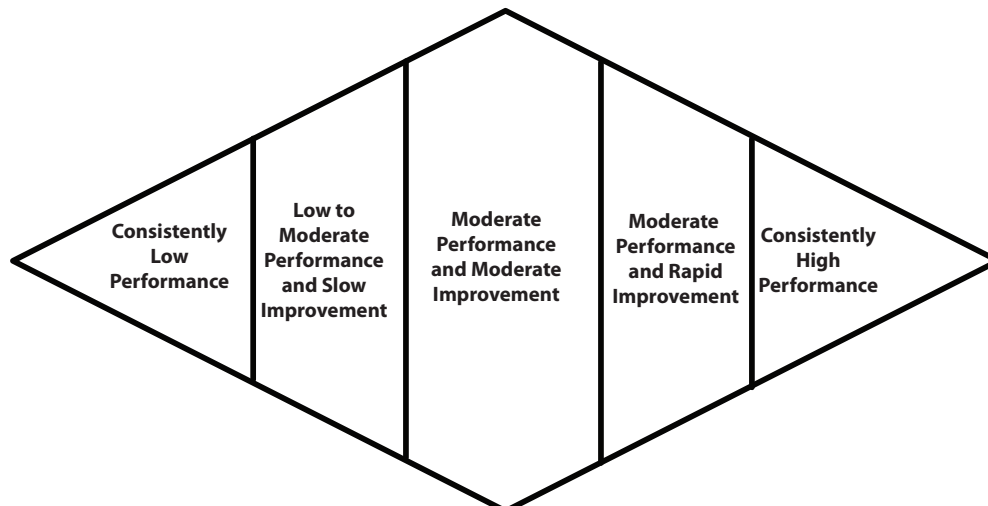 Consistently
Low
Performance
Low to
Moderate
Performance
and Slow
Improvement
Moderate
Performance
and Moderate
Improvement
Moderate
Performance
and Rapid
Improvement
Consistently
High
Performance